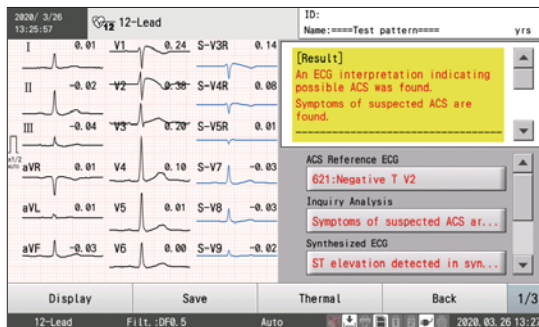 2020/ 3/26
13:25:57
12 12-Lead
ID:
Name:====Test pattern==== yrs
I 0.01 V1 0.24 S-V3R 0.14
II -0.02 V2 0.38 S-V4R 0.08
III -0.04 V3 0.20 S-V5R 0.01
x1/2
AUTO
aVR 0.01 V4 0.10 S-V7 -0.03
aVL 0.01 V5 0.01 S-V8 -0.03
aVF -0.03 V6 0.00 S-V9 -0.02
[Result]
An ECG interpretation indicating
possible ACS was found.
Symptoms of suspected ACS are
found.
ACS Reference ECG
621:Negative T V2
Inquiry Analysis
Symptoms of suspected ACS ar...
Synthesized ECG
ST elevation detected in syn...
Display Save Thermal Back 1/3
12-Lead Filt.:DF0.5 Auto 2020.03.26 13:27